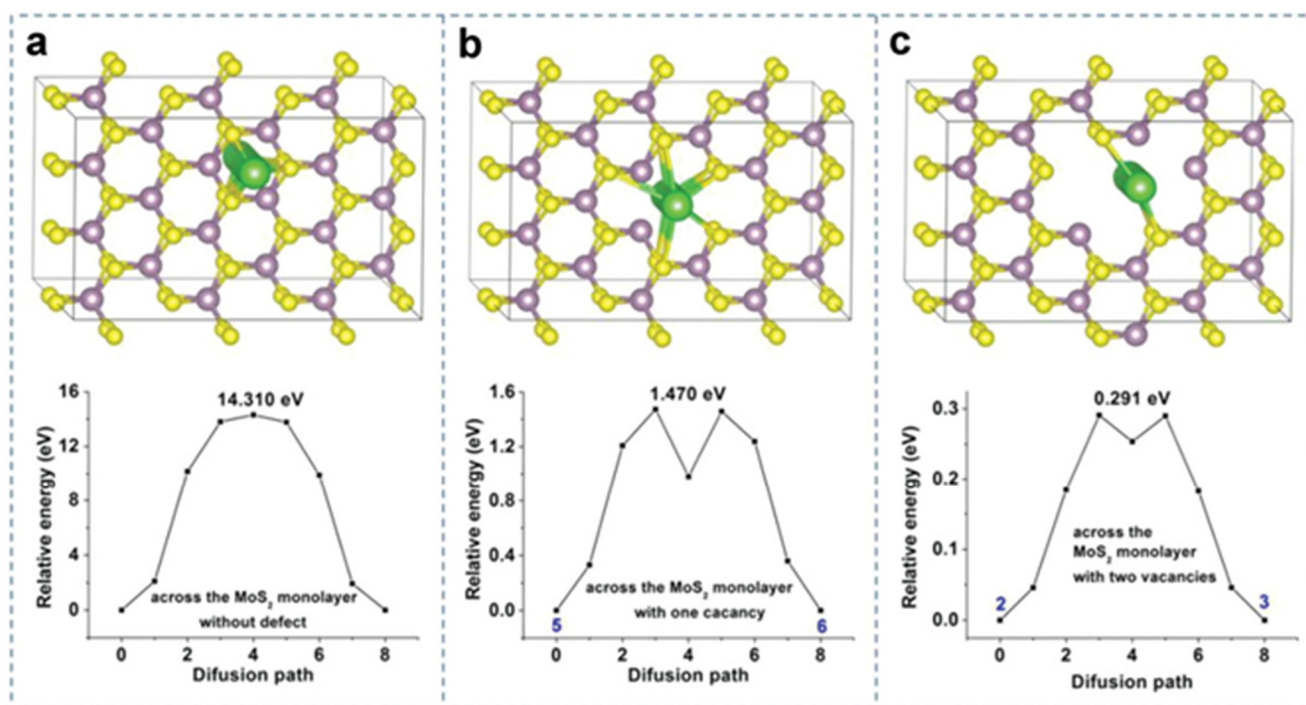 a
b
c
14.310 eV
16
12
8
4
0
Relative energy (eV)
across the MoS2 monolayer
without defect
0 2 4 6 8
Difusion path
1.470 eV
1.6
1.2
0.8
0.4
0.0
Relative energy (eV)
across the MoS2 monolayer
with one cacancy
5
6
0 2 4 6 8
Difusion path
0.291 eV
0.3
0.2
0.1
0.0
Relative energy (eV)
across the
MoS2 monolayer
with two vacancies
2
3
0 2 4 6 8
Difusion path